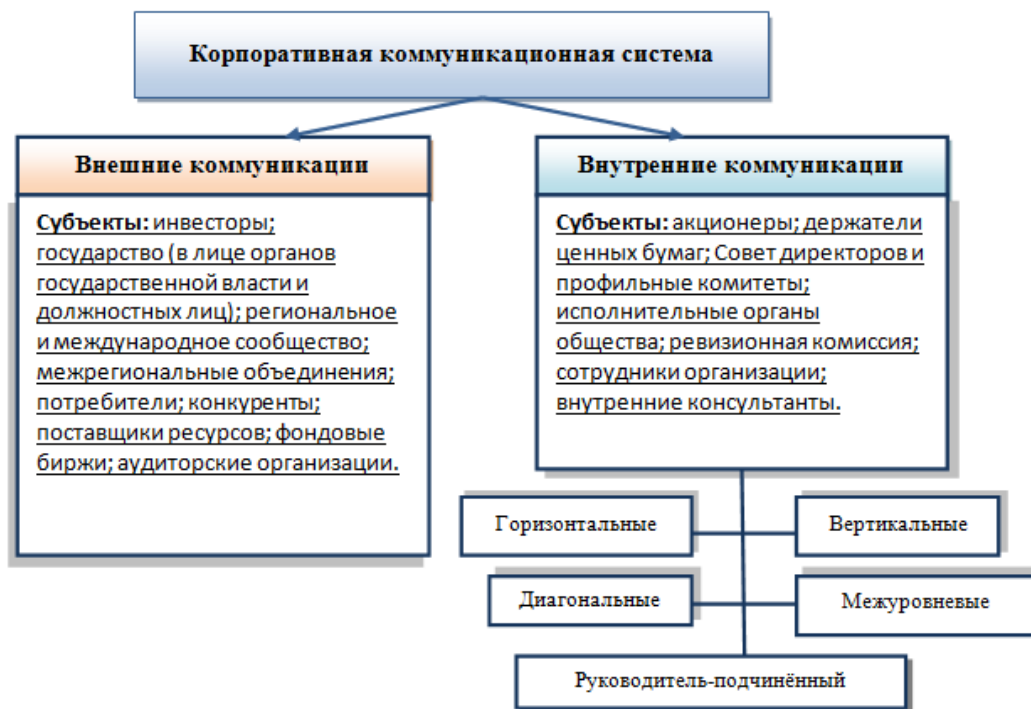 Корпоративная коммуникационная система
Внешние коммуникации
Субъекты: инвесторы;
государство (в лице органов
государственной власти и
должностных лиц); региональное
и международное сообщество;
межрегиональные объединения;
потребители; конкуренты;
поставщики ресурсов; фондовые
биржи; аудиторские организации.
Внутренние коммуникации
Субъекты: акционеры; держатели
ценных бумаг; Совет директоров и
профильные комитеты;
исполнительные органы
общества; ревизионная комиссия;
сотрудники организации;
внутренние консультанты.
Горизонтальные
Вертикальные
Диагональные
Межуровневые
Руководитель-подчинённый